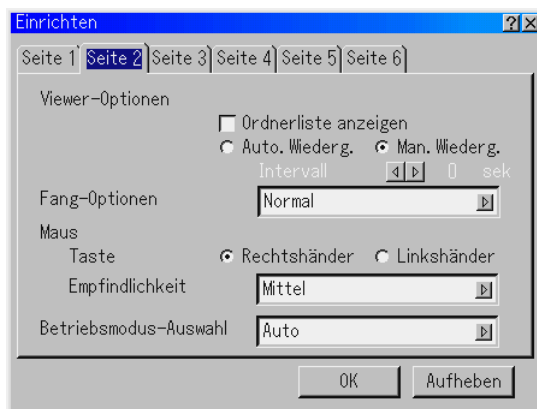 Einrichten
Seite 1 Seite 2 Seite 3 Seite 4 Seite 5 Seite 6
Viewer-Optionen
Ordnerliste anzeigen
Auto. Wiederg. Man. Wiederg.
Intervall 0 sek
Fang-Optionen Normal
Maus
Taste Rechtshänder Linkshänder
Empfindlichkeit Mittel
Betriebsmodus-Auswahl Auto
OK Aufheben